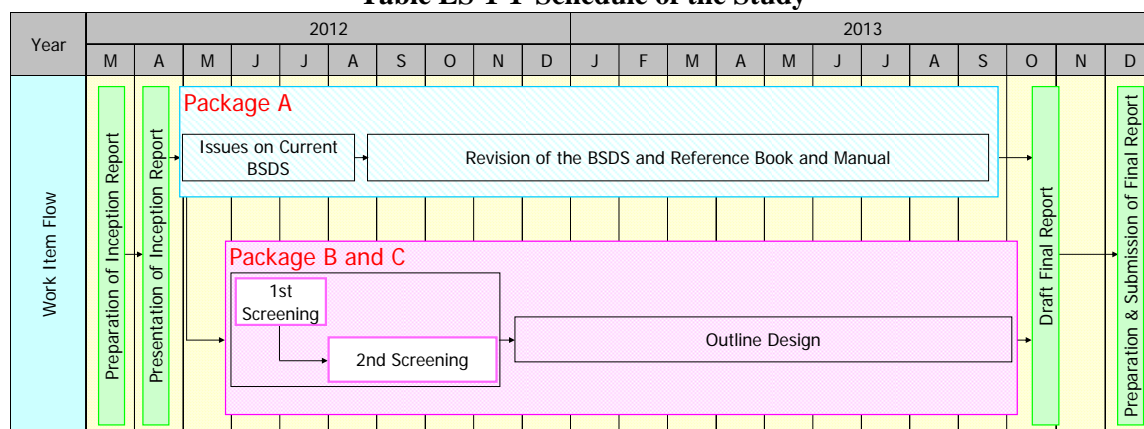 Table ES-1-1 Schedule of the Study
Year
2012
2013
M A M J J A S O N D J F M A M J J A S O N D
Work Item Flow
Preparation of Inception Report
Presentation of Inception Report
Package A
Issues on Current
BSDS
Revision of the BSDS and Reference Book and Manual
Package B and C
1st
Screening
2nd Screening
Outline Design
Draft Final Report
Preparation & Submission of Final Report